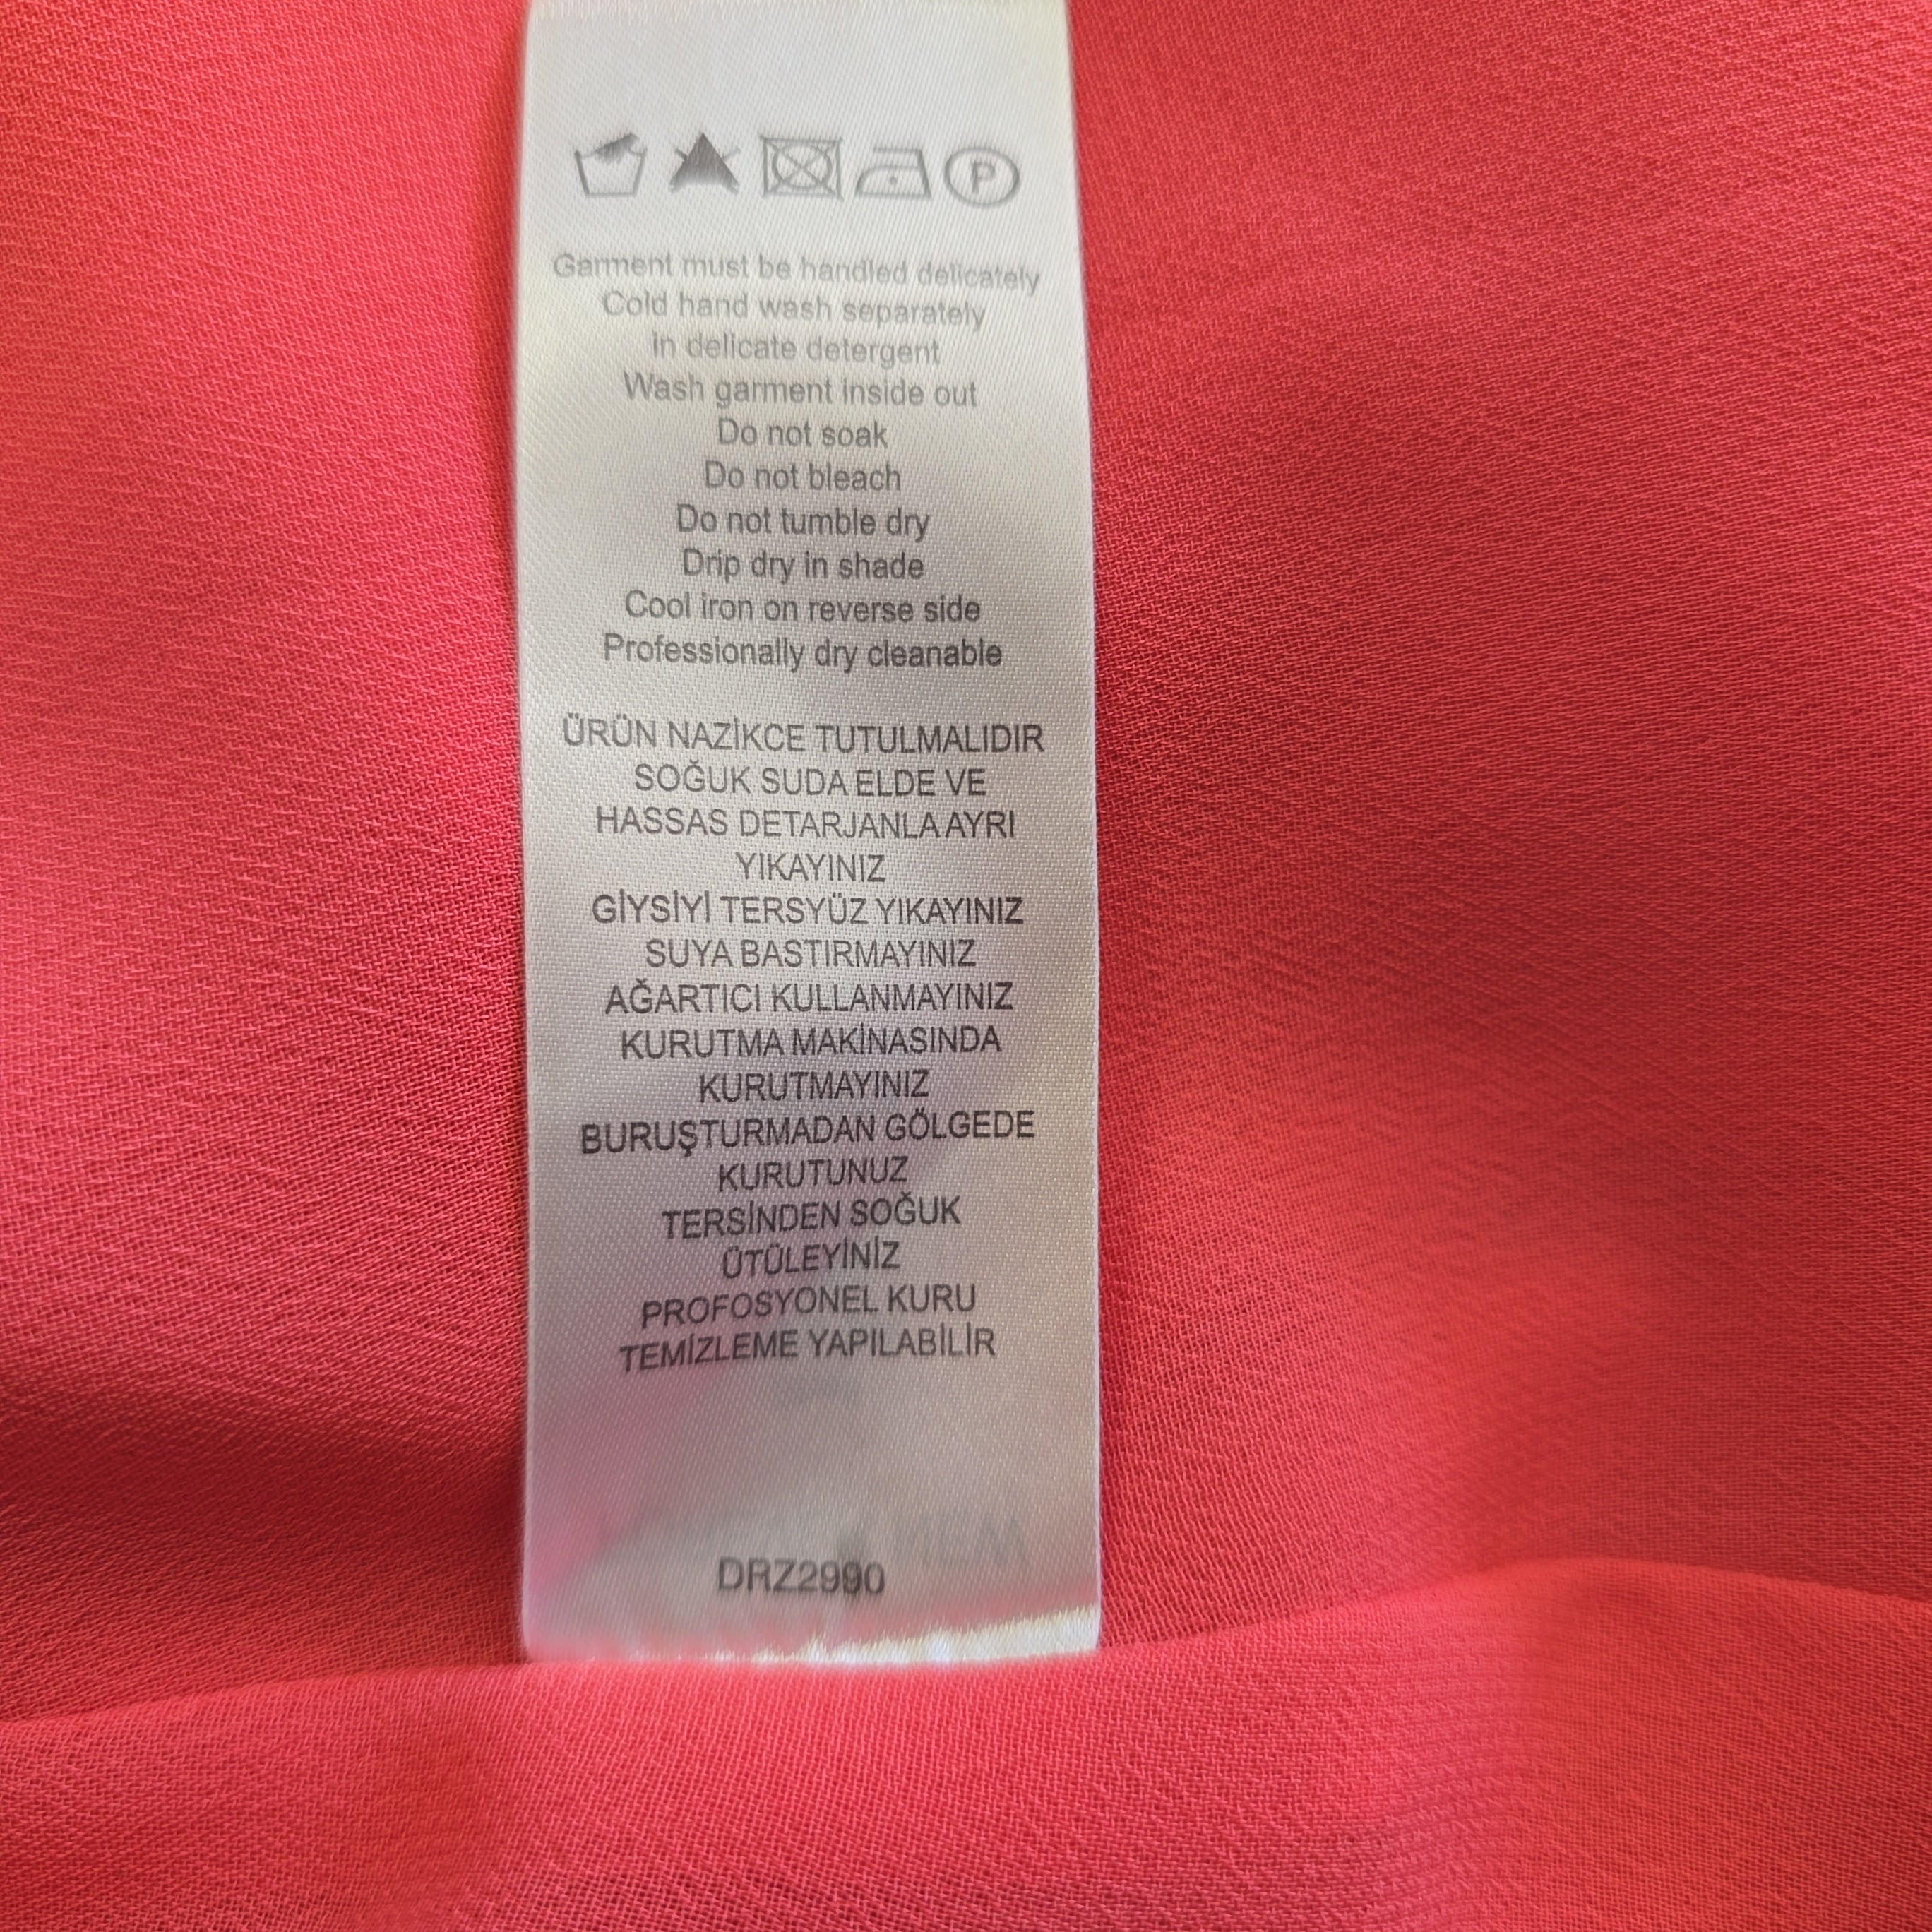 P
Garment must be handled delicately
Cold hand wash separately
in delicate detergent
Wash garment inside out
Do not soak
Do not bleach
Do not tumble dry
Drip dry in shade
Cool iron on reverse side
Professionally dry cleanable
ÜRÜN NAZİKCE TUTULMALIDIR
SOĞUK SUDA ELDE VE
HASSAS DETARJANLA AYRI
YIKAYINIZ
GİYSİYİ TERSYÜZ YIKAYINIZ
SUYA BASTIRMAYINIZ
AĞARTICI KULLANMAYINIZ
KURUTMA MAKİNASINDA
KURUTMAYINIZ
BURUŞTURMADAN GÖLGEDE
KURUTUNUZ
TERSİNDEN SOĞUK
ÜTÜLEYİNİZ
PROFOSYONEL KURU
TEMİZLEME YAPILABİLİR
DRZ2990